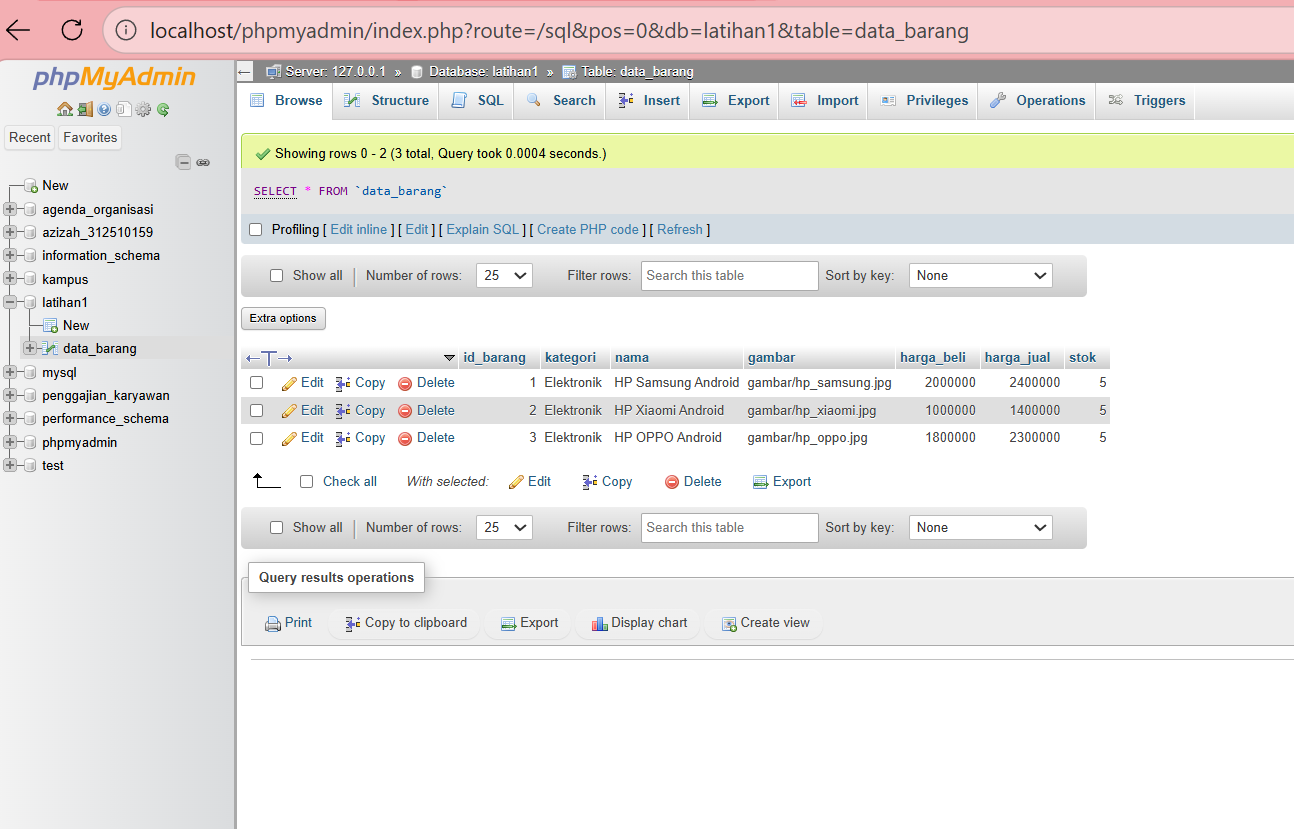 localhost/phpmyadmin/index.php?route=/sql&pos=0&db=latihan1&table=data_barang
phpMyAdmin
Recent Favorites
New
agenda_organisasi
azizah_312510159
information_schema
kampus
latihan1
New
data_barang
mysql
penggajian_karyawan
performance_schema
phpmyadmin
test
Server: 127.0.0.1 » Database: latihan1 » Table: data_barang
Browse Structure SQL Search Insert Export Import Privileges Operations Triggers
Showing rows 0 - 2 (3 total, Query took 0.0004 seconds.)
SELECT * FROM `data_barang`
Profiling [ Edit inline ] [ Edit ] [ Explain SQL ] [ Create PHP code ] [ Refresh ]
Show all Number of rows: 25 Filter rows: Search this table Sort by key: None
Extra options
id_barang kategori nama gambar harga_beli harga_jual stok
Edit Copy Delete 1 Elektronik HP Samsung Android gambar/hp_samsung.jpg 2000000 2400000 5
Edit Copy Delete 2 Elektronik HP Xiaomi Android gambar/hp_xiaomi.jpg 1000000 1400000 5
Edit Copy Delete 3 Elektronik HP OPPO Android gambar/hp_oppo.jpg 1800000 2300000 5
Check all With selected: Edit Copy Delete Export
Show all Number of rows: 25 Filter rows: Search this table Sort by key: None
Query results operations
Print Copy to clipboard Export Display chart Create view